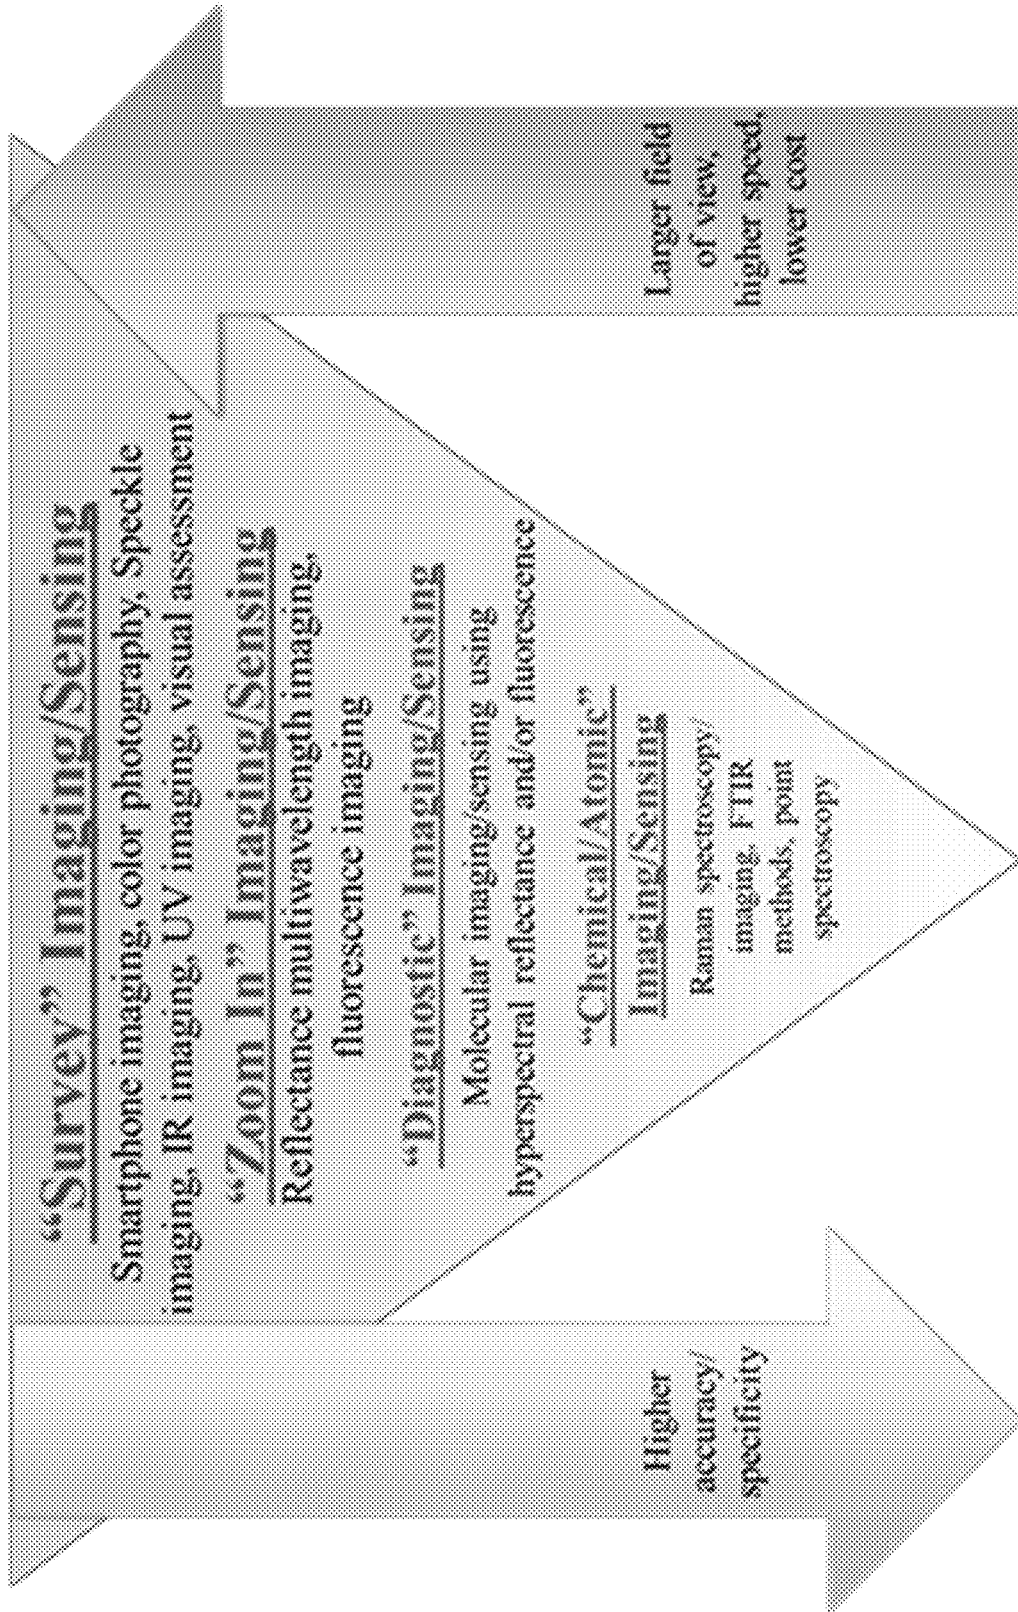 “Survey” Imaging/Sensing
Smartphone imaging, color photography, Speckle
imaging, IR imaging, UV imaging, visual assessment
“Zoom In” Imaging/Sensing
Reflectance multiwavelength imaging,
fluorescence imaging
“Diagnostic” Imaging/Sensing
Molecular imaging/sensing using
hyperspectral reflectance and/or fluorescence
“Chemical/Atomic”
Imaging/Sensing
Raman spectroscopy/
imaging, FTIR
methods, point
spectroscopy
Higher
accuracy/
specificity
Larger field
of view,
higher speed,
lower cost